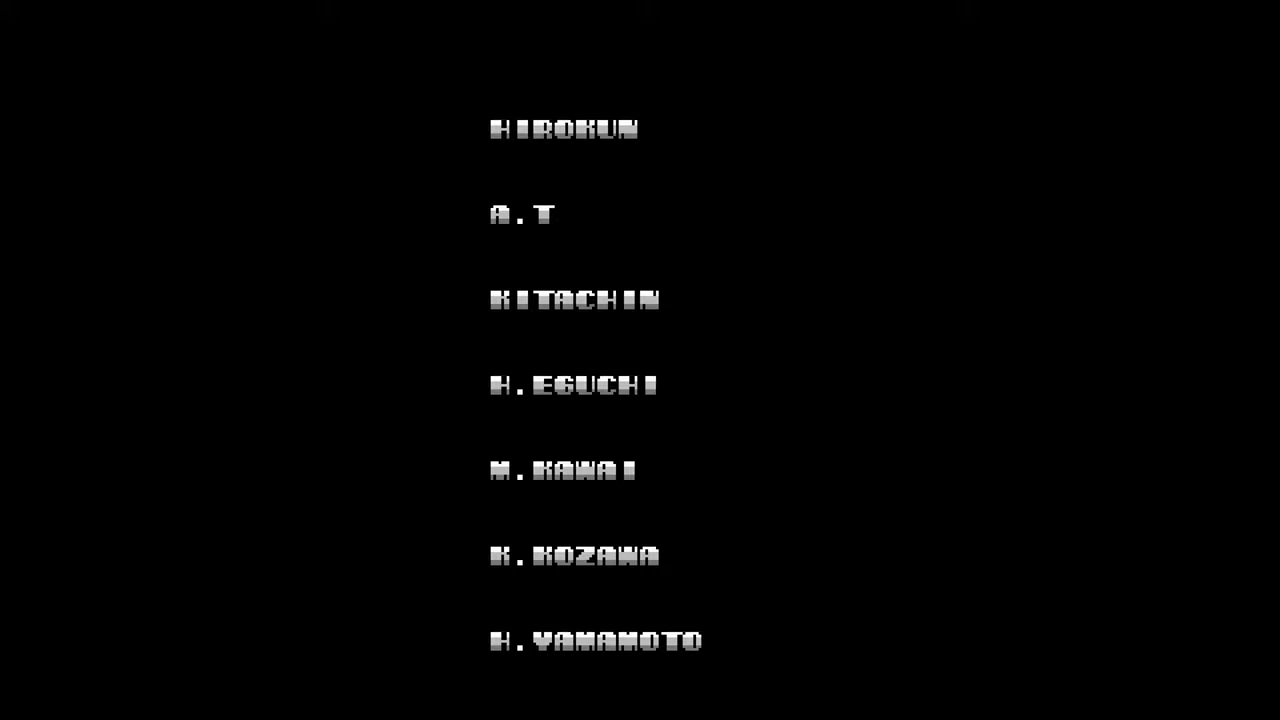 HIROKUN
A.T
KITACHIN
H.EGUCHI
M.KAWAI
K.KOZAWA
H.YAMAMOTO